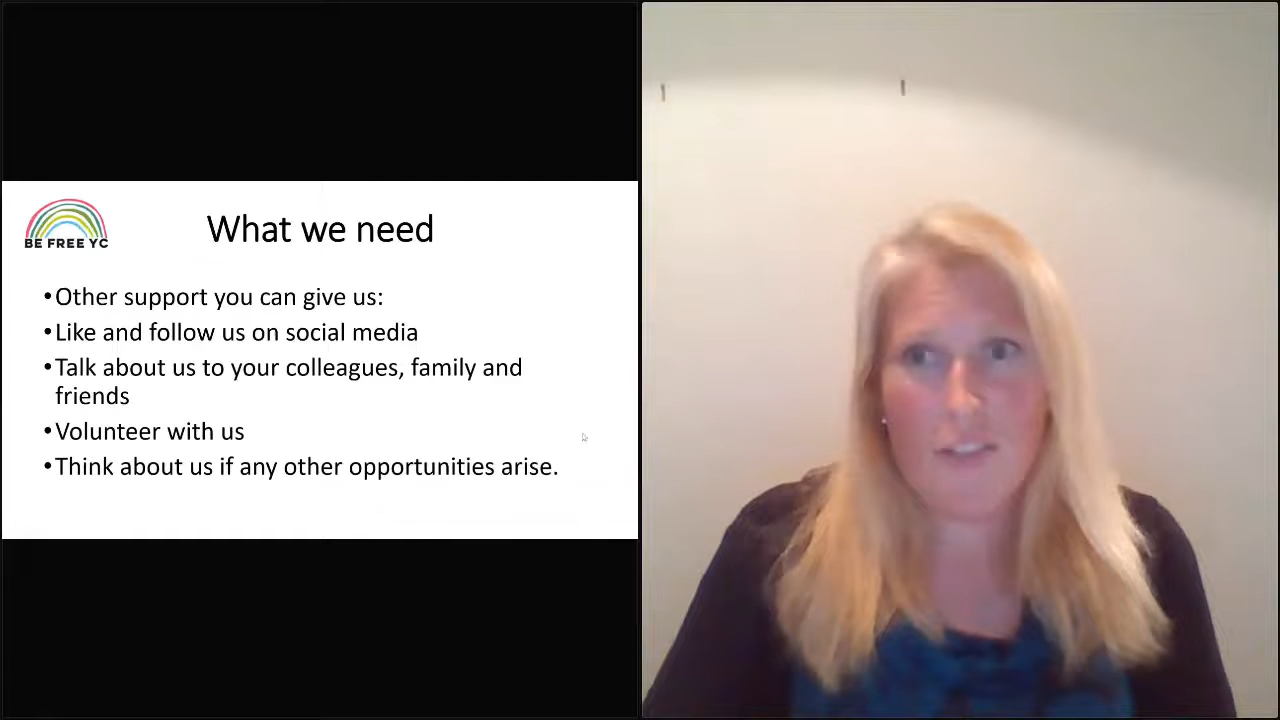 BE FREE YC
What we need
•Other support you can give us:
•Like and follow us on social media
•Talk about us to your colleagues, family and
friends
•Volunteer with us
•Think about us if any other opportunities arise.